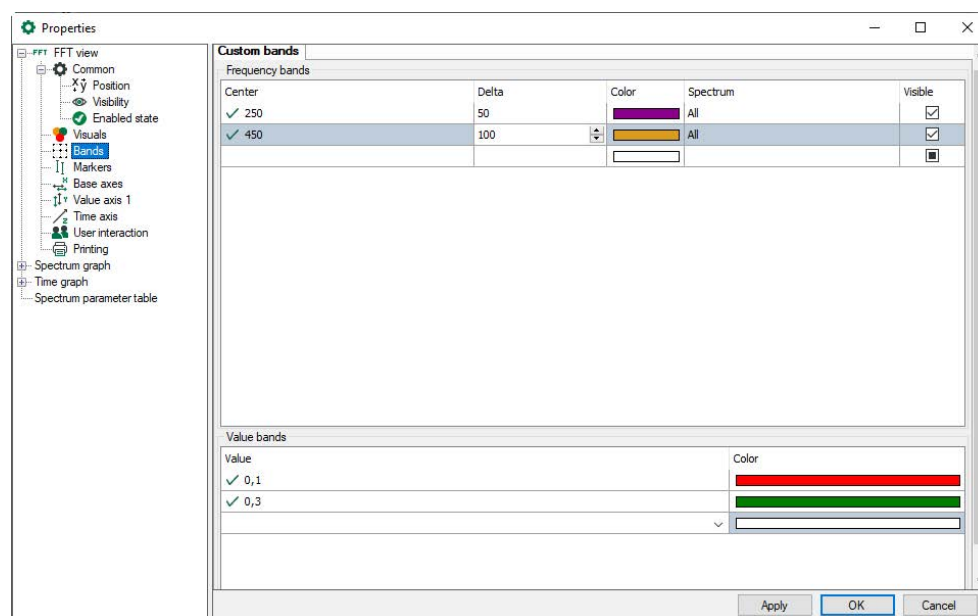 Properties
FFT FFT view
Common
x y Position
Visibility
Enabled state
Visuals
Bands
Markers
Base axes
Value axis 1
Time axis
User interaction
Printing
Spectrum graph
Time graph
Spectrum parameter table
Custom bands
Frequency bands
Center Delta Color Spectrum Visible
250 50 All
450 100 All
Value bands
Value Color
0,1
0,3
Apply OK Cancel